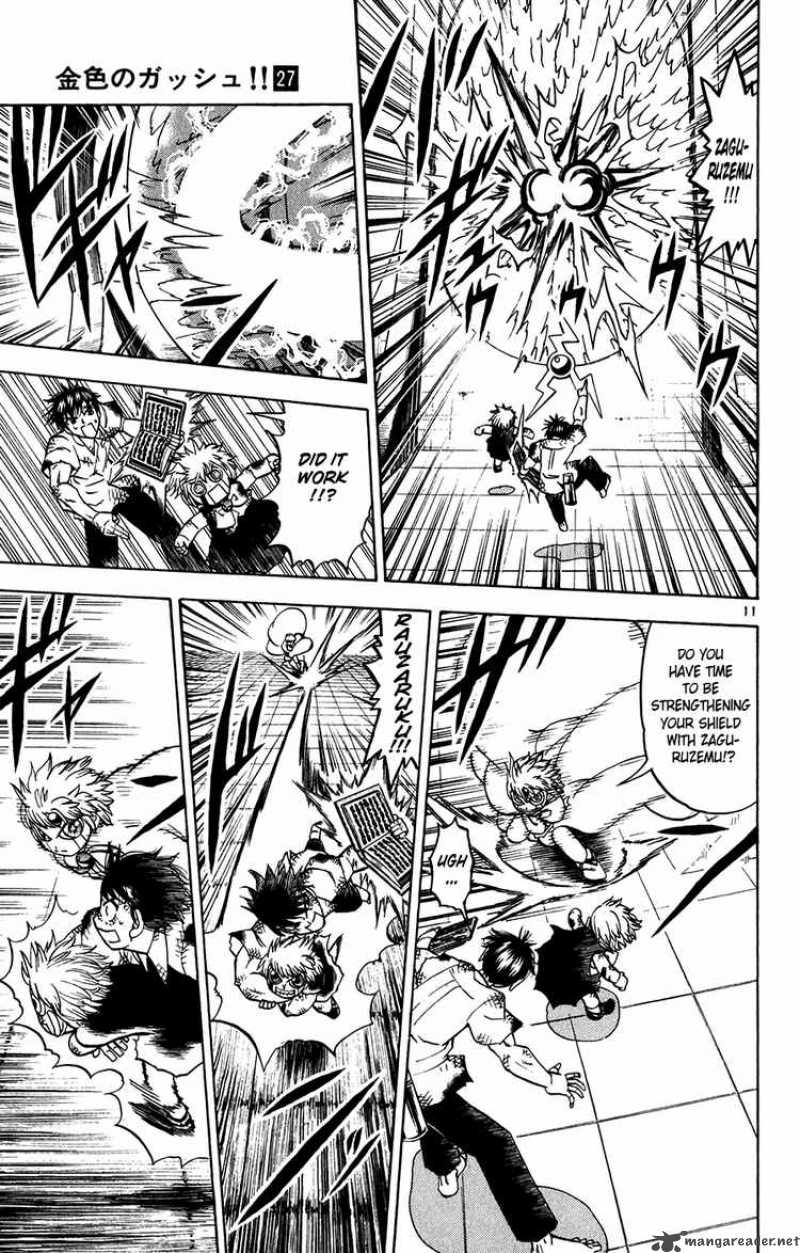 金色のガッシュ!! 27
ZAGU-
RUZEMU
!!!
DID IT
WORK
!!?
11
DO YOU
HAVE TIME
TO BE
STRENGTHENING
YOUR SHIELD
WITH ZAGU-
RUZEMU!?
UGH
...
RAUZARUKU!!!
mangareader.net